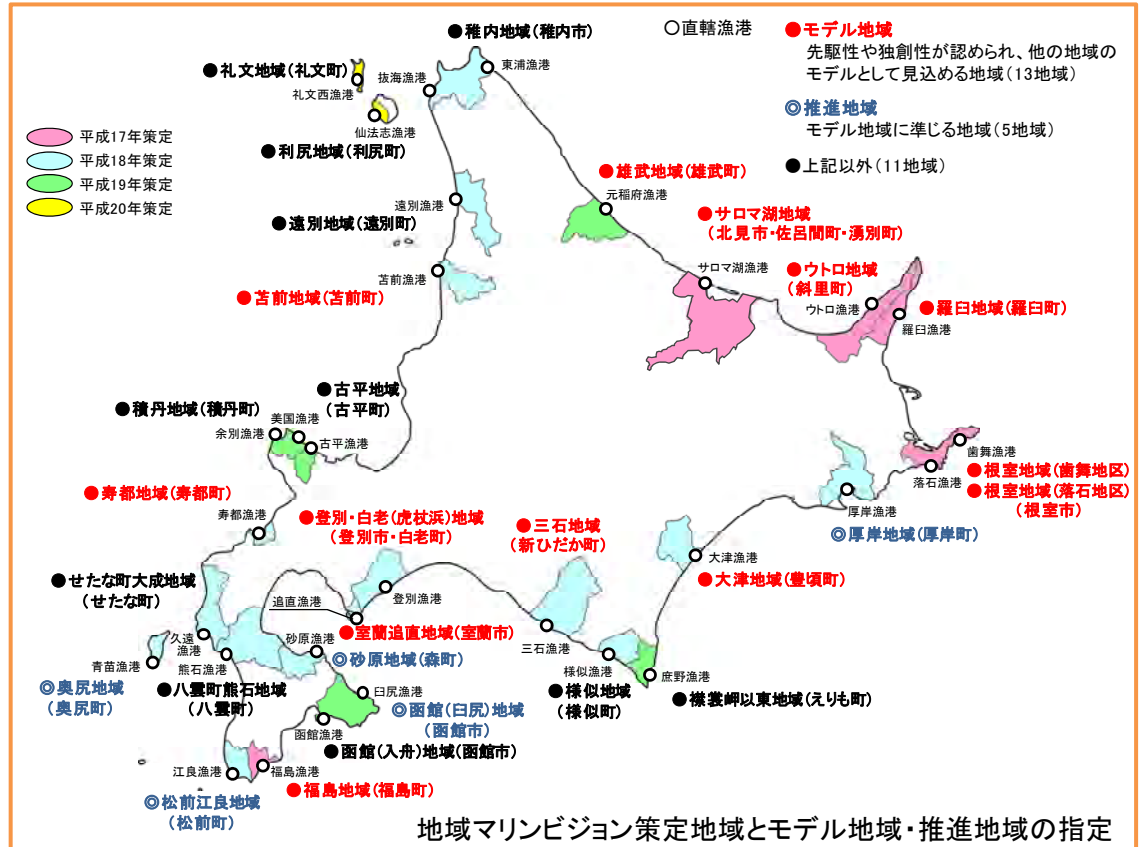 ○直轄漁港
●モデル地域
先駆性や独創性が認められ、他の地域の
モデルとして見込める地域(13地域)
◎推進地域
モデル地域に準じる地域(5地域)
●上記以外(11地域)
平成17年策定
平成18年策定
平成19年策定
平成20年策定
●稚内地域(稚内市)
東浦漁港
抜海漁港
●礼文地域(礼文町)
礼文西漁港
仙法志漁港
●利尻地域(利尻町)
遠別漁港
●遠別地域(遠別町)
苫前漁港
●苫前地域(苫前町)
●雄武地域(雄武町)
元稲府漁港
●サロマ湖地域
(北見市・佐呂間町・湧別町)
サロマ湖漁港
●ウトロ地域
(斜里町)
ウトロ漁港
●羅臼地域(羅臼町)
羅臼漁港
●古平地域
(古平町)
●積丹地域(積丹町)
美国漁港
余別漁港
古平漁港
歯舞漁港
落石漁港
●根室地域(歯舞地区)
●根室地域(落石地区)
(根室市)
厚岸漁港
◎厚岸地域(厚岸町)
●寿都地域(寿都町)
寿都漁港
●登別・白老(虎杖浜)地域
(登別市・白老町)
登別漁港
●三石地域
(新ひだか町)
三石漁港
大津漁港
●大津地域(豊頃町)
●せたな町大成地域
(せたな町)
追直漁港
●室蘭追直地域(室蘭市)
久遠
漁港
青苗漁港
熊石漁港
砂原漁港
◎砂原地域(森町)
様似漁港
庶野漁港
◎奥尻地域
(奥尻町)
●八雲町熊石地域
(八雲町)
臼尻漁港
◎函館(臼尻)地域
(函館市)
●様似地域
(様似町)
●襟裳岬以東地域(えりも町)
函館漁港
●函館(入舟)地域(函館市)
江良漁港
福島漁港
●福島地域(福島町)
◎松前江良地域
(松前町)
地域マリンビジョン策定地域とモデル地域・推進地域の指定